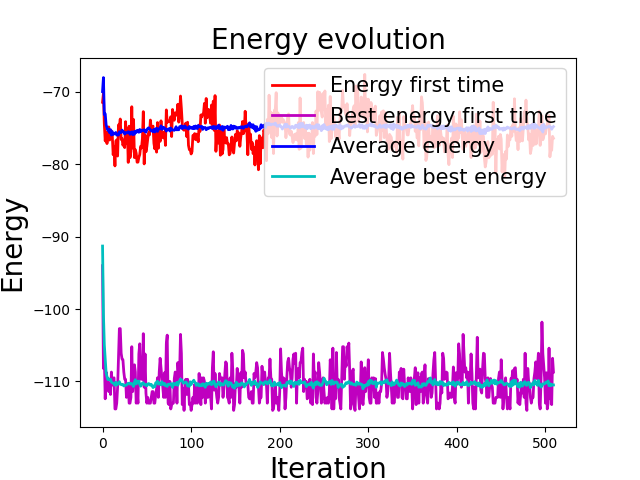 Energy evolution
Energy first time
Best energy first time
Average energy
Average best energy
Energy
−70
−80
−90
−100
−110
0 100 200 300 400 500
Iteration